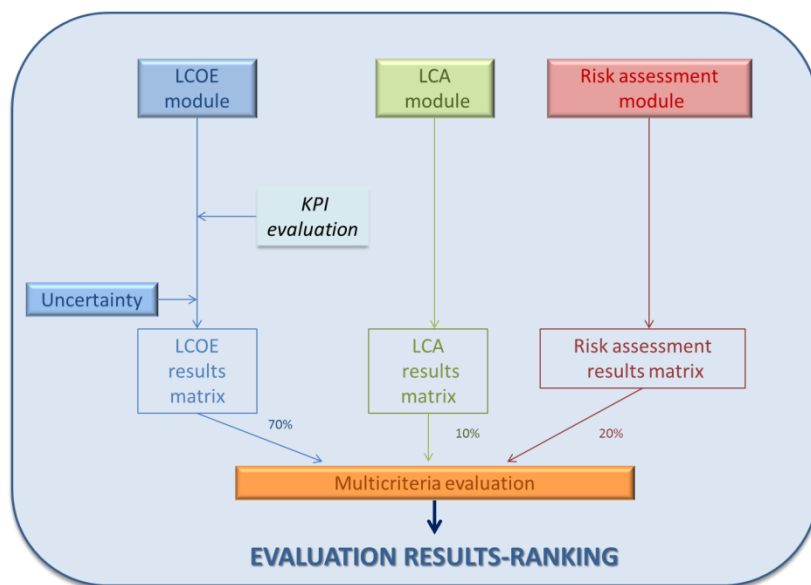 LCOE
module
LCA
module
Risk assessment
module
KPI
evaluation
Uncertainty
LCOE
results
matrix
LCA
results
matrix
Risk assessment
results matrix
70%
10%
20%
Multicriteria evaluation
EVALUATION RESULTS-RANKING